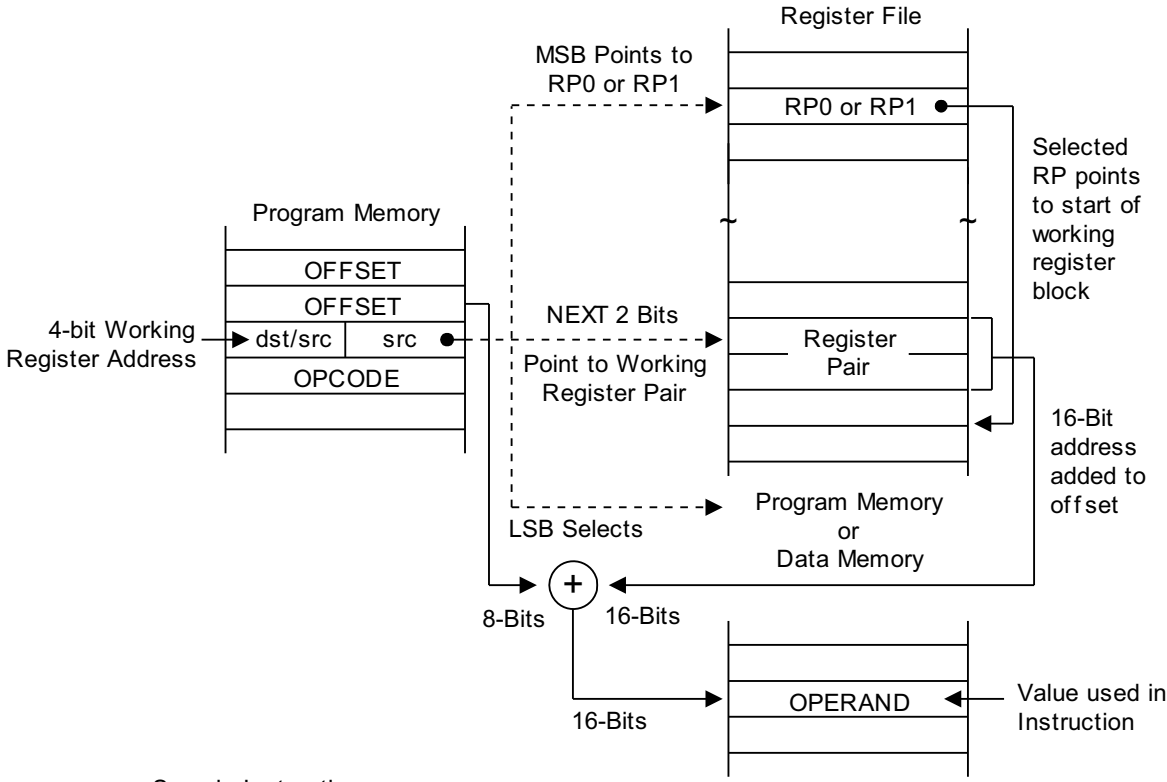 Register File
MSB Points to
RP0 or RP1
RP0 or RP1
Selected
RP points
to start of
working
register
block
Program Memory
OFFSET
OFFSET
4-bit Working
Register Address
dst/src
src
OPCODE
NEXT 2 Bits
Point to Working
Register Pair
Register
Pair
16-Bit
address
added to
offset
LSB Selects
Program Memory
or
Data Memory
+
8-Bits
16-Bits
16-Bits
OPERAND
Value used in
Instruction